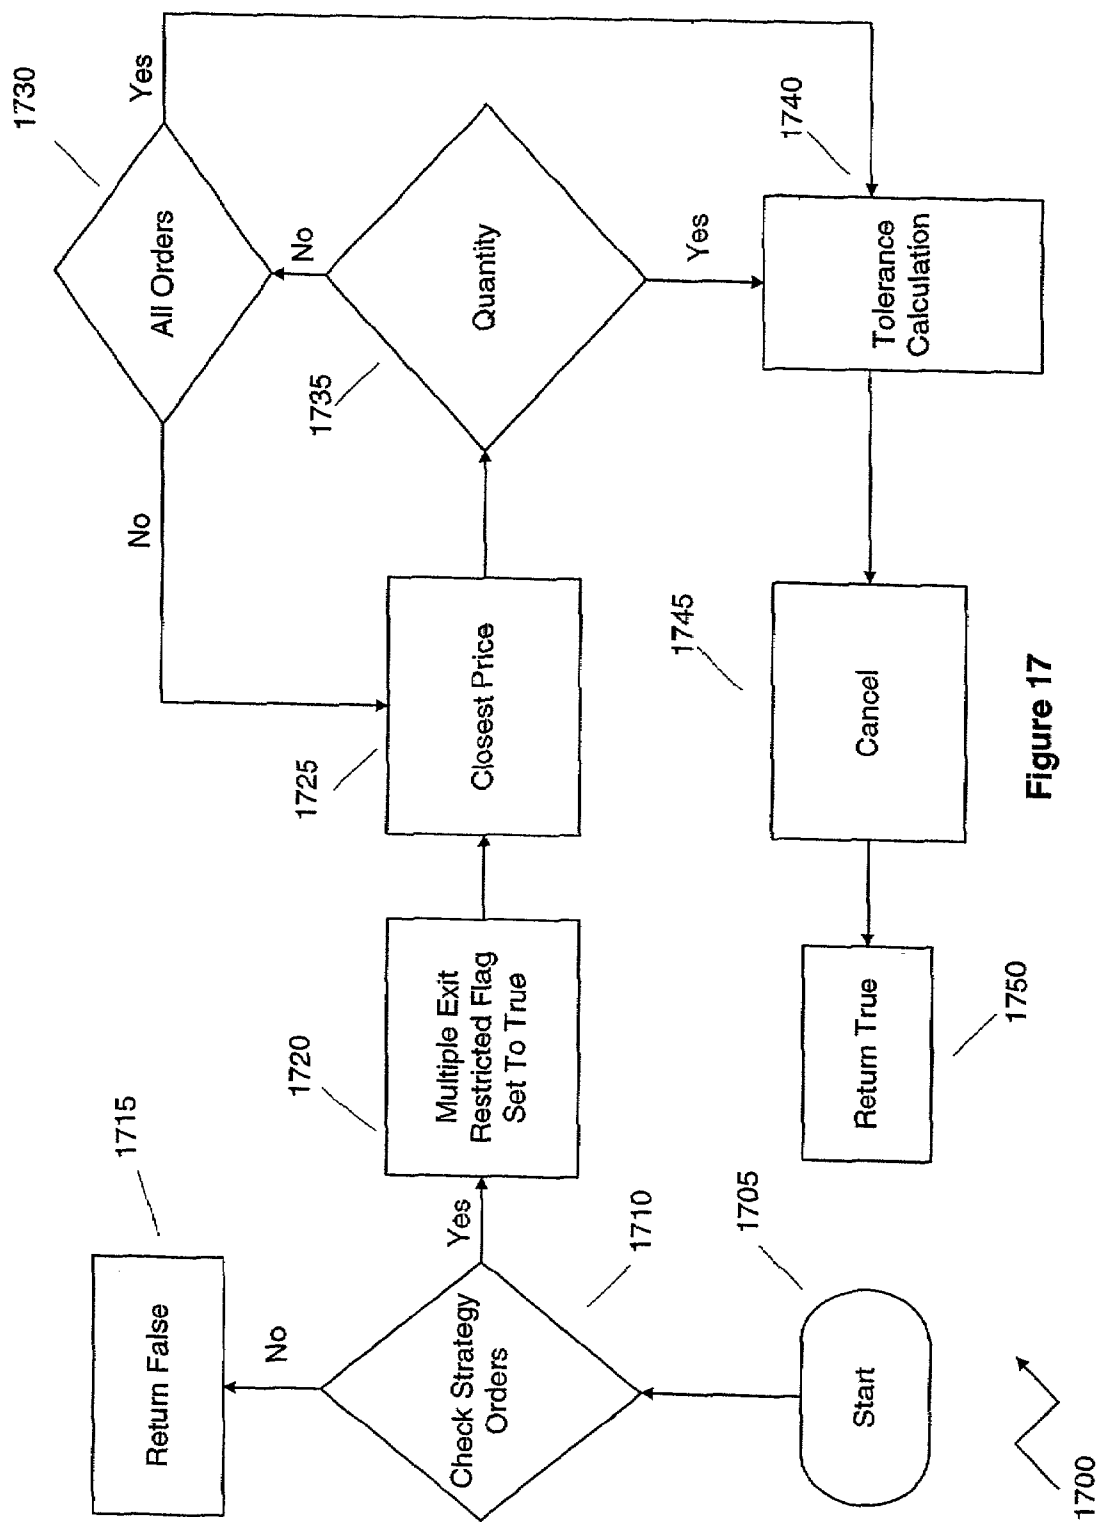 1715
Return False
No
Check Strategy
Orders
Yes
1710
1705
Start
1700
1720
Multiple Exit
Restricted Flag
Set To True
1725
Closest Price
No
1730
All Orders
Yes
No
1735
Quantity
Yes
1740
Tolerance
Calculation
1745
Cancel
1750
Return True
Figure 17